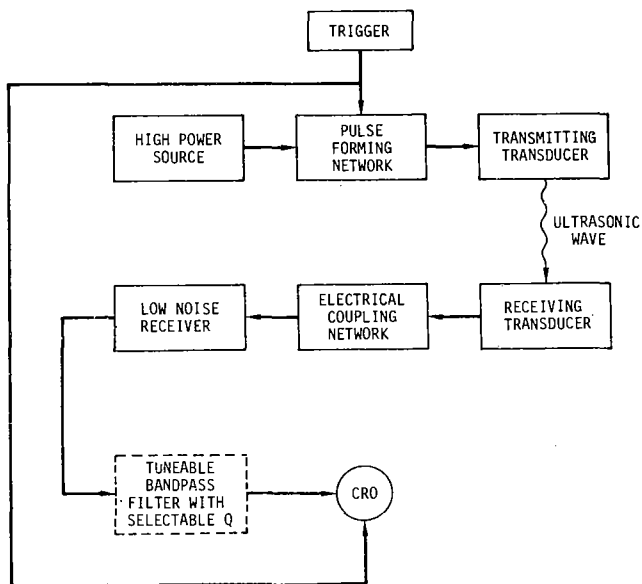 TRIGGER
HIGH POWER
SOURCE
PULSE
FORMING
NETWORK
TRANSMITTING
TRANSDUCER
ULTRASONIC
WAVE
LOW NOISE
RECEIVER
ELECTRICAL
COUPLING
NETWORK
RECEIVING
TRANSDUCER
TUNEABLE
BANDPASS
FILTER WITH
SELECTABLE Q
CRO